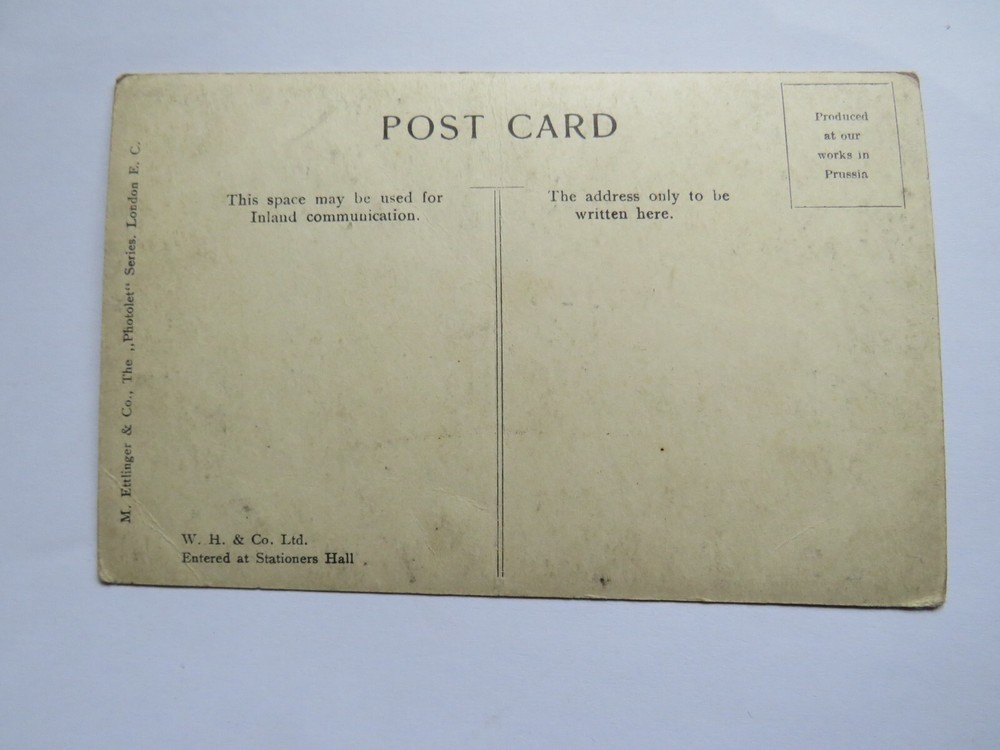 POST CARD
Produced
at our
works in
Prussia
This space may be used for
Inland communication.
The address only to be
written here.
M. Ettlinger & Co., The „Photolet“ Series, London E. C.
W. H. & Co. Ltd.
Entered at Stationers Hall